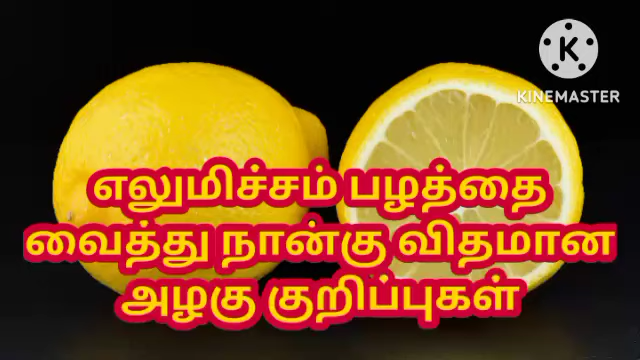 K
KINEMASTER
எலுமிச்சம் பழத்தை
வைத்து நான்கு விதமான
அழகு குறிப்புகள்